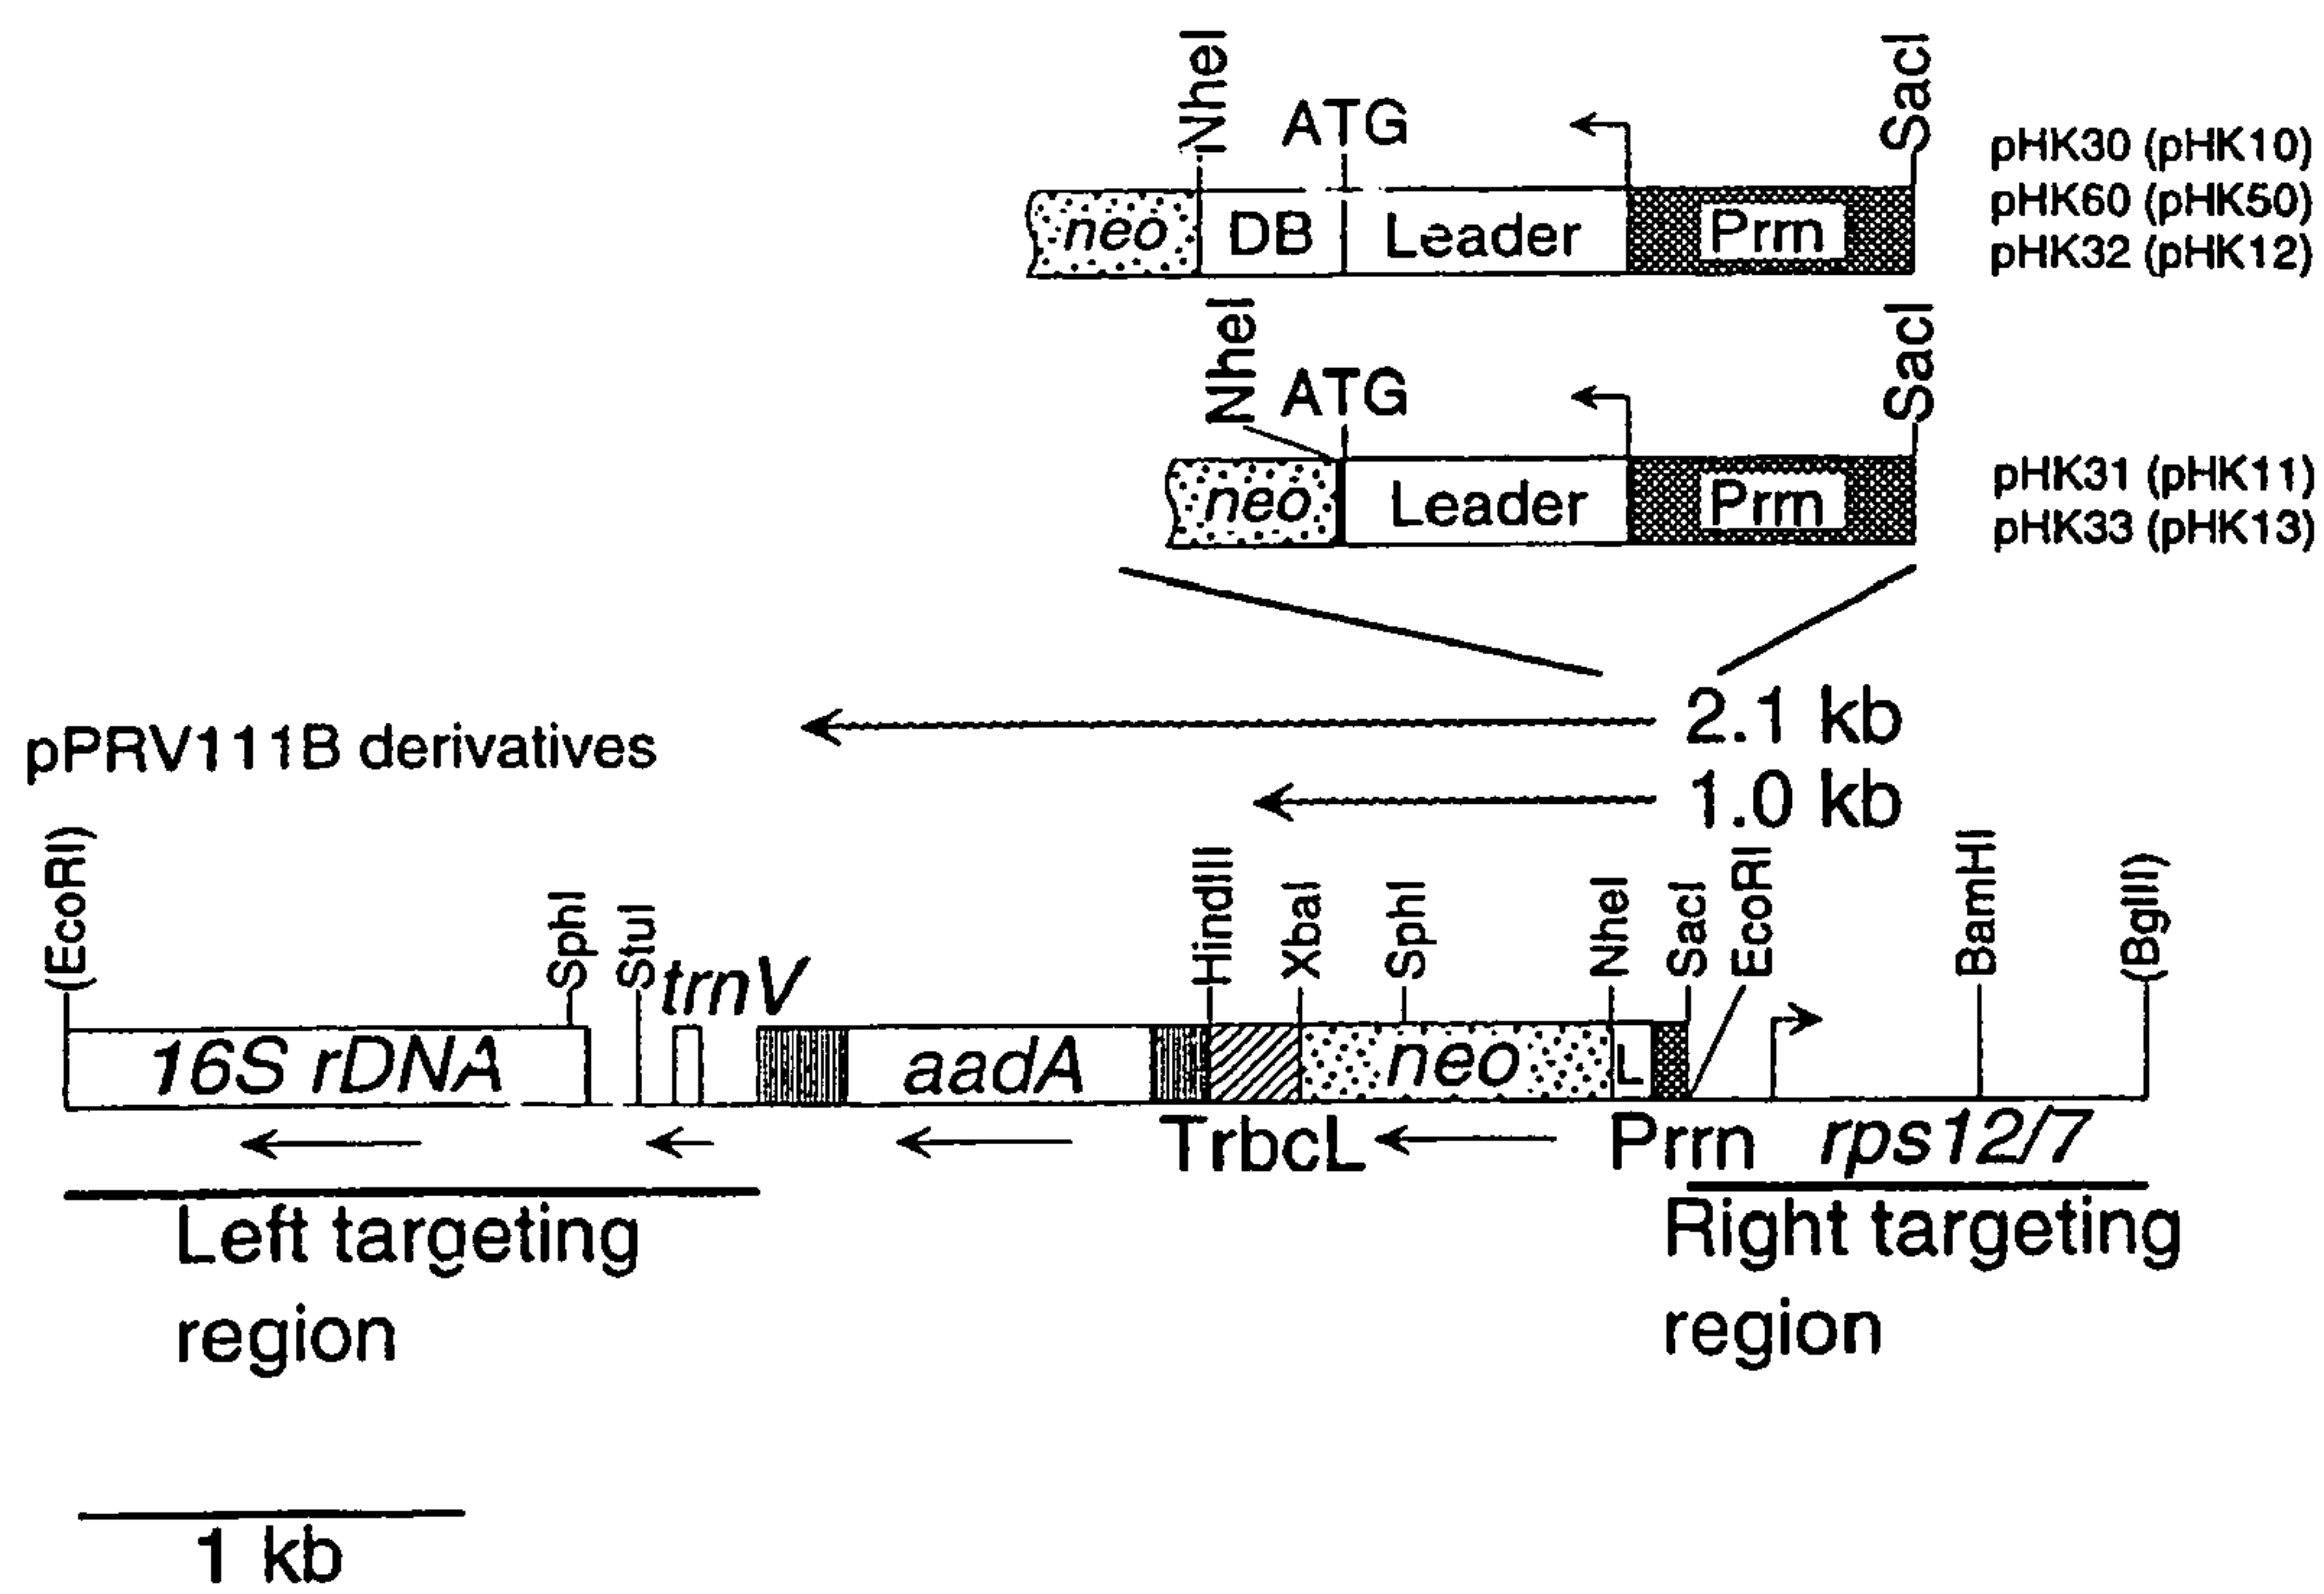 NheI
ATG
SacI
pHK30 (pHK10)
neo
DB
Leader
Prrn
pHK60 (pHK50)
pHK32 (pHK12)
NheI
ATG
SacI
neo
Leader
Prrn
pHK31 (pHK11)
pHK33 (pHK13)
2.1 kb
pPRV111B derivatives
1.0 kb
(EcoRI)
SphI
StuI
trnV
HindIII
XbaI
SphI
NheI
SacI
EcoRI
BamHI
(BglII)
16S rDNA
aadA
neo
L
TrbcL
Prrn
rps12/7
Left targeting
region
Right targeting
region
1 kb